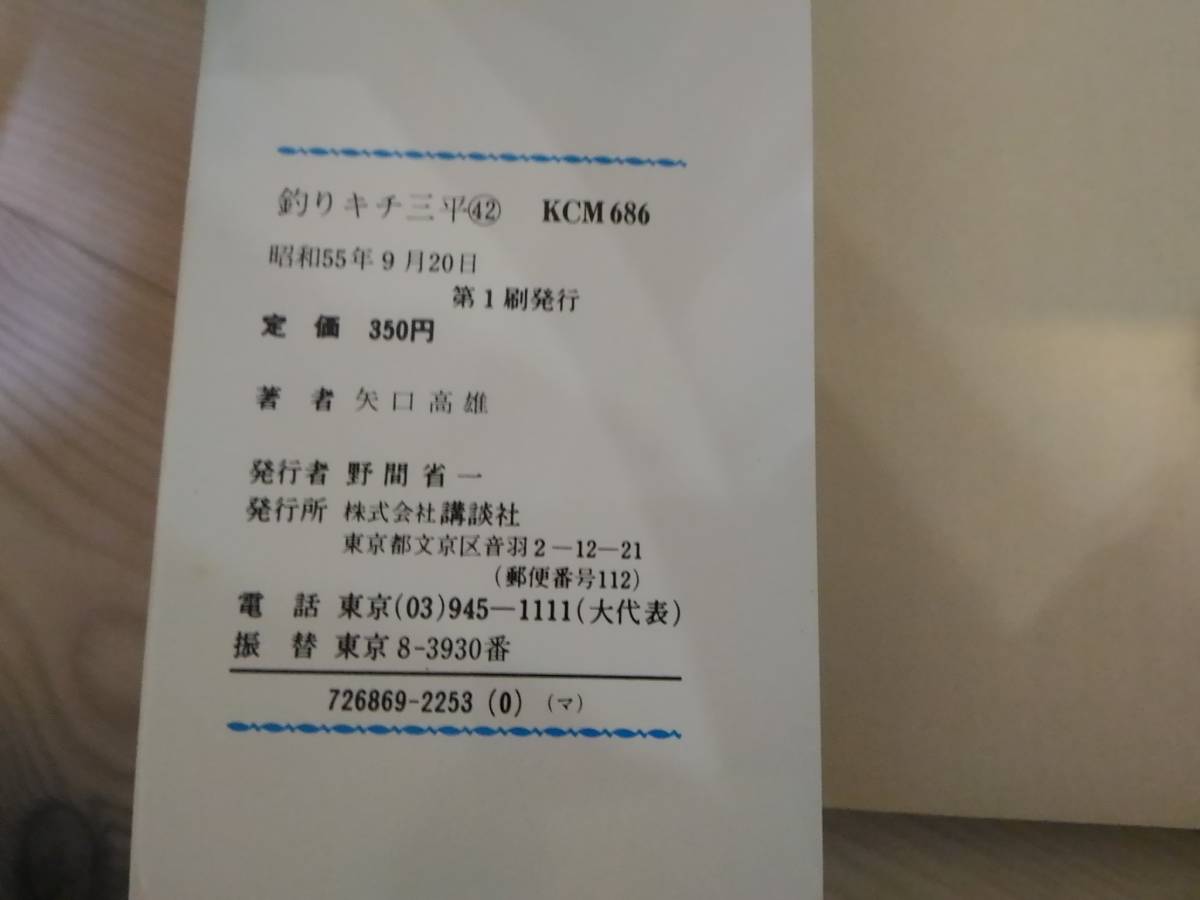 釣りキチ三平㊷ KCM686
昭和55年9月20日
第1刷発行
定価 350円
著者 矢口高雄
発行者 野間省一
発行所 株式会社講談社
東京都文京区音羽2—12—21
(郵便番号112)
電話 東京(03)945—1111(大代表)
振替 東京8-3930番
726869-2253 (0) (マ)